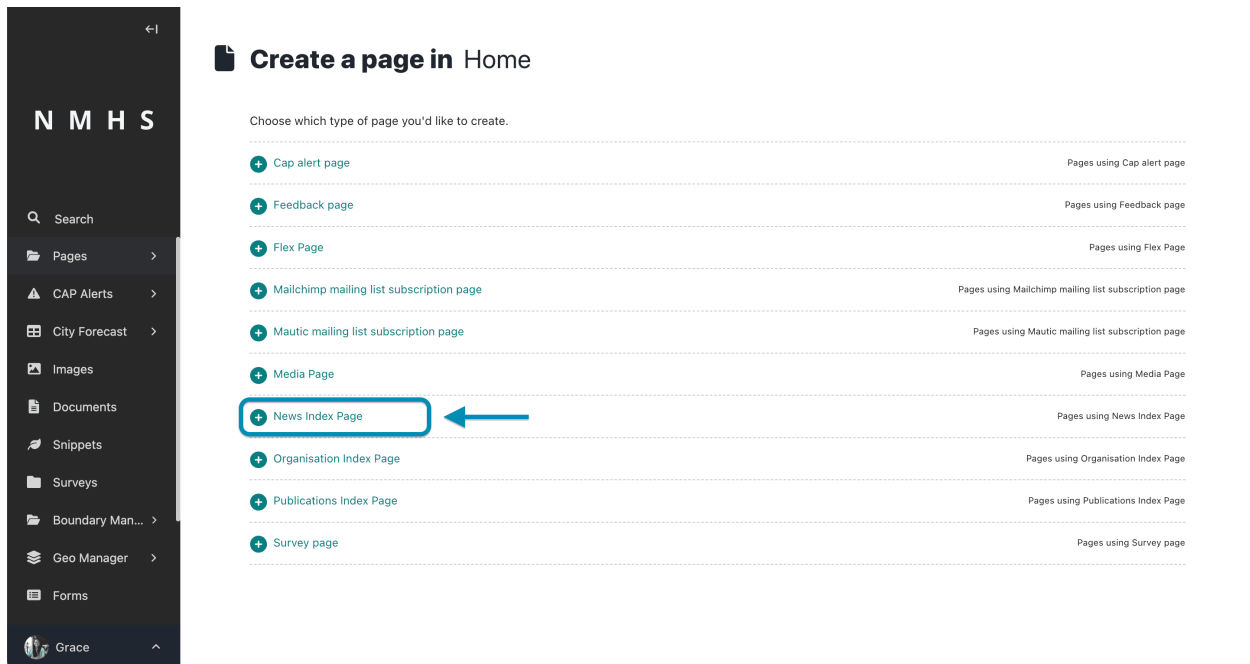 NMHS
Search
Pages
CAP Alerts
City Forecast
Images
Documents
Snippets
Surveys
Boundary Man...
Geo Manager
Forms
Grace
Create a page in Home
Choose which type of page you'd like to create.
Cap alert page Pages using Cap alert page
Feedback page Pages using Feedback page
Flex Page Pages using Flex Page
Mailchimp mailing list subscription page Pages using Mailchimp mailing list subscription page
Mautic mailing list subscription page Pages using Mautic mailing list subscription page
Media Page Pages using Media Page
News Index Page Pages using News Index Page
Organisation Index Page Pages using Organisation Index Page
Publications Index Page Pages using Publications Index Page
Survey page Pages using Survey page